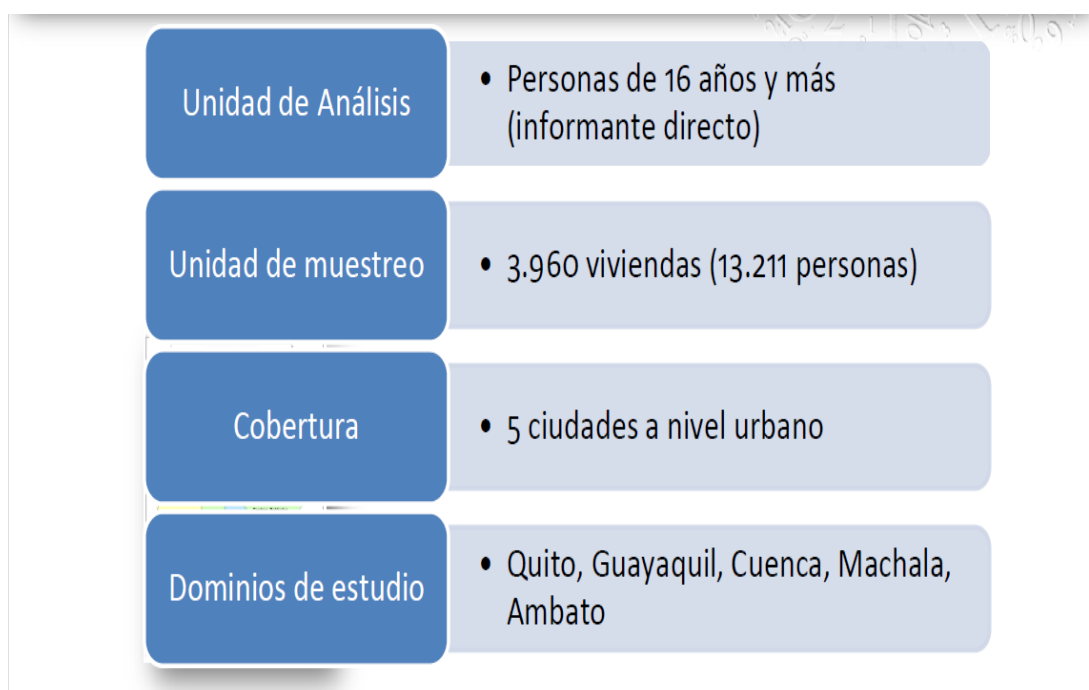 Unidad de Análisis
• Personas de 16 años y más
(informante directo)
Unidad de muestreo
• 3.960 viviendas (13.211 personas)
Cobertura
• 5 ciudades a nivel urbano
Dominios de estudio
• Quito, Guayaquil, Cuenca, Machala,
Ambato